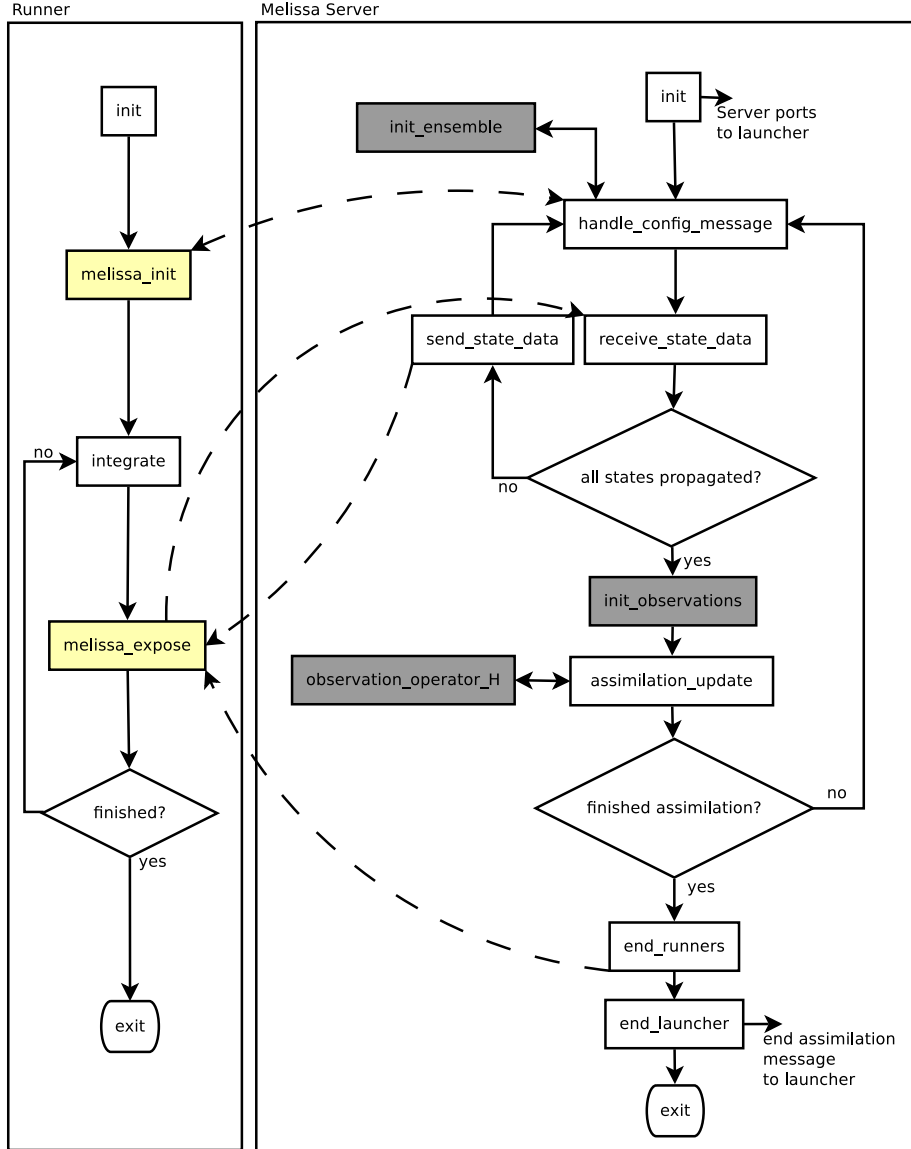 Runner
init
melissa_init
no
integrate
melissa_expose
finished?
yes
exit
Melissa Server
init
Server ports
to launcher
init_ensemble
handle_config_message
send_state_data
receive_state_data
all states propagated?
no
yes
init_observations
observation_operator_H
assimilation_update
finished assimilation?
no
yes
end_runners
end_launcher
end assimilation
message
to launcher
exit